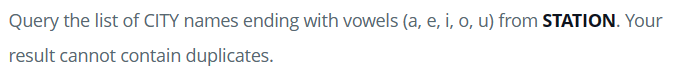 Query the list of CITY names ending with vowels (a, e, i, o, u) from STATION. Your
result cannot contain duplicates.